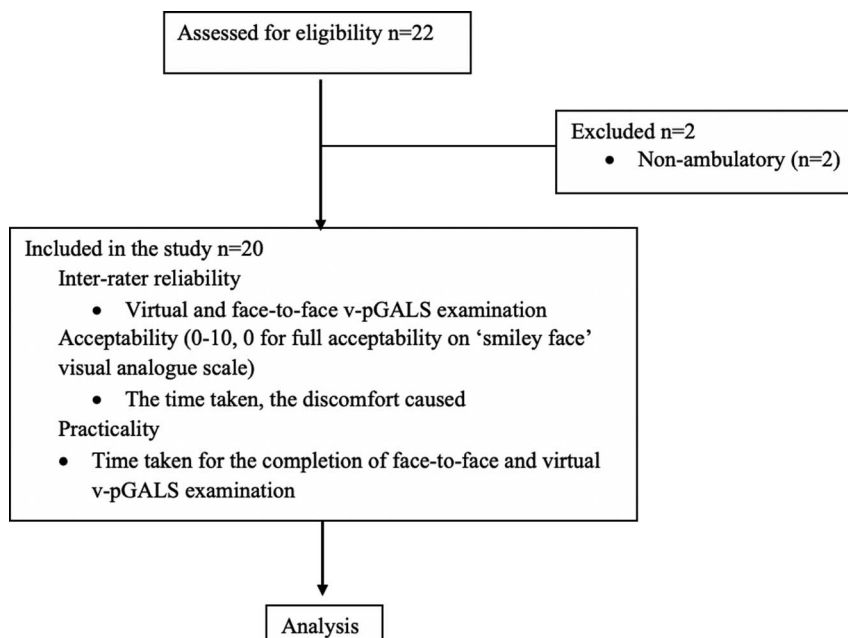 Assessed for eligibility n=22
Excluded n=2
• Non-ambulatory (n=2)
Included in the study n=20
Inter-rater reliability
• Virtual and face-to-face v-pGALS examination
Acceptability (0-10, 0 for full acceptability on ‘smiley face’
visual analogue scale)
• The time taken, the discomfort caused
Practicality
• Time taken for the completion of face-to-face and virtual
v-pGALS examination
Analysis